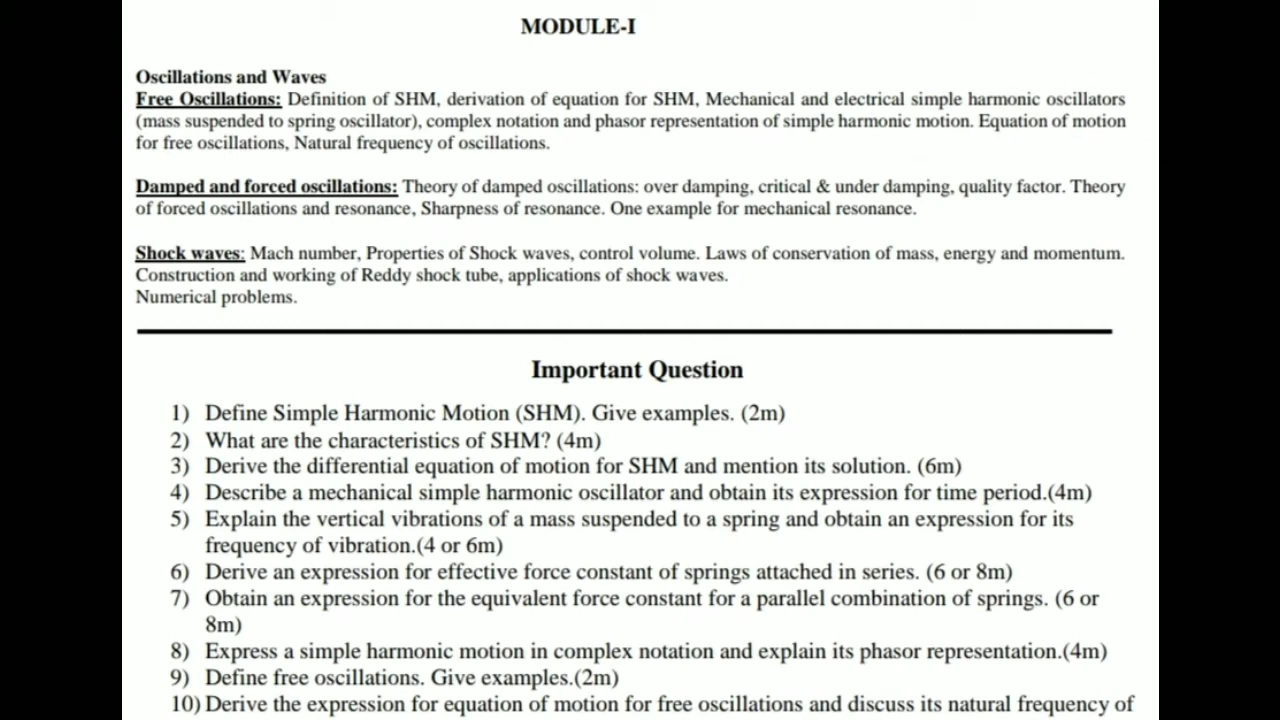 MODULE-I
Oscillations and Waves
Free Oscillations: Definition of SHM, derivation of equation for SHM, Mechanical and electrical simple harmonic oscillators
(mass suspended to spring oscillator), complex notation and phasor representation of simple harmonic motion. Equation of motion
for free oscillations, Natural frequency of oscillations.
Damped and forced oscillations: Theory of damped oscillations: over damping, critical & under damping, quality factor. Theory
of forced oscillations and resonance, Sharpness of resonance. One example for mechanical resonance.
Shock waves: Mach number, Properties of Shock waves, control volume. Laws of conservation of mass, energy and momentum.
Construction and working of Reddy shock tube, applications of shock waves.
Numerical problems.
Important Question
1) Define Simple Harmonic Motion (SHM). Give examples. (2m)
2) What are the characteristics of SHM? (4m)
3) Derive the differential equation of motion for SHM and mention its solution. (6m)
4) Describe a mechanical simple harmonic oscillator and obtain its expression for time period.(4m)
5) Explain the vertical vibrations of a mass suspended to a spring and obtain an expression for its
frequency of vibration.(4 or 6m)
6) Derive an expression for effective force constant of springs attached in series. (6 or 8m)
7) Obtain an expression for the equivalent force constant for a parallel combination of springs. (6 or
8m)
8) Express a simple harmonic motion in complex notation and explain its phasor representation.(4m)
9) Define free oscillations. Give examples.(2m)
10) Derive the expression for equation of motion for free oscillations and discuss its natural frequency of